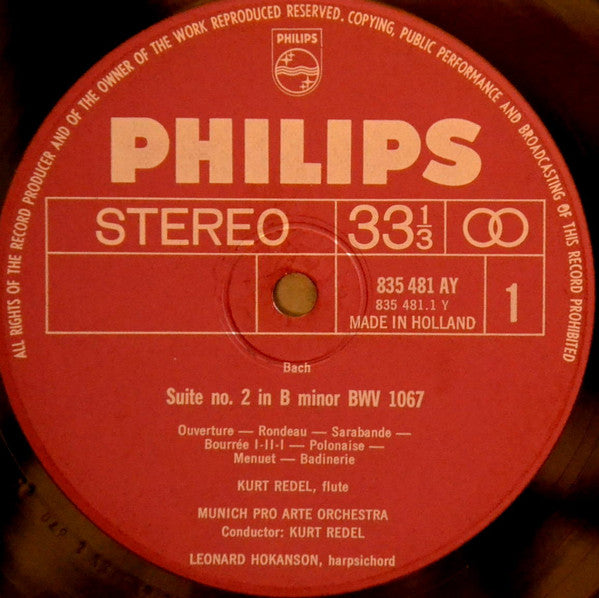 ALL RIGHTS OF THE RECORD PRODUCER AND OF THE OWNER OF THE WORK REPRODUCED RESERVED. COPYING, PUBLIC PERFORMANCE AND BROADCASTING OF THIS RECORD PROHIBITED
PHILIPS
PHILIPS
STEREO
33 1/3
835 481 AY
835 481.1 Y
MADE IN HOLLAND
1
Bach
Suite no. 2 in B minor BWV 1067
Ouverture — Rondeau — Sarabande —
Bourrée I-II-I — Polonaise —
Menuet — Badinerie
KURT REDEL, flute
MUNICH PRO ARTE ORCHESTRA
Conductor: KURT REDEL
LEONARD HOKANSON, harpsichord